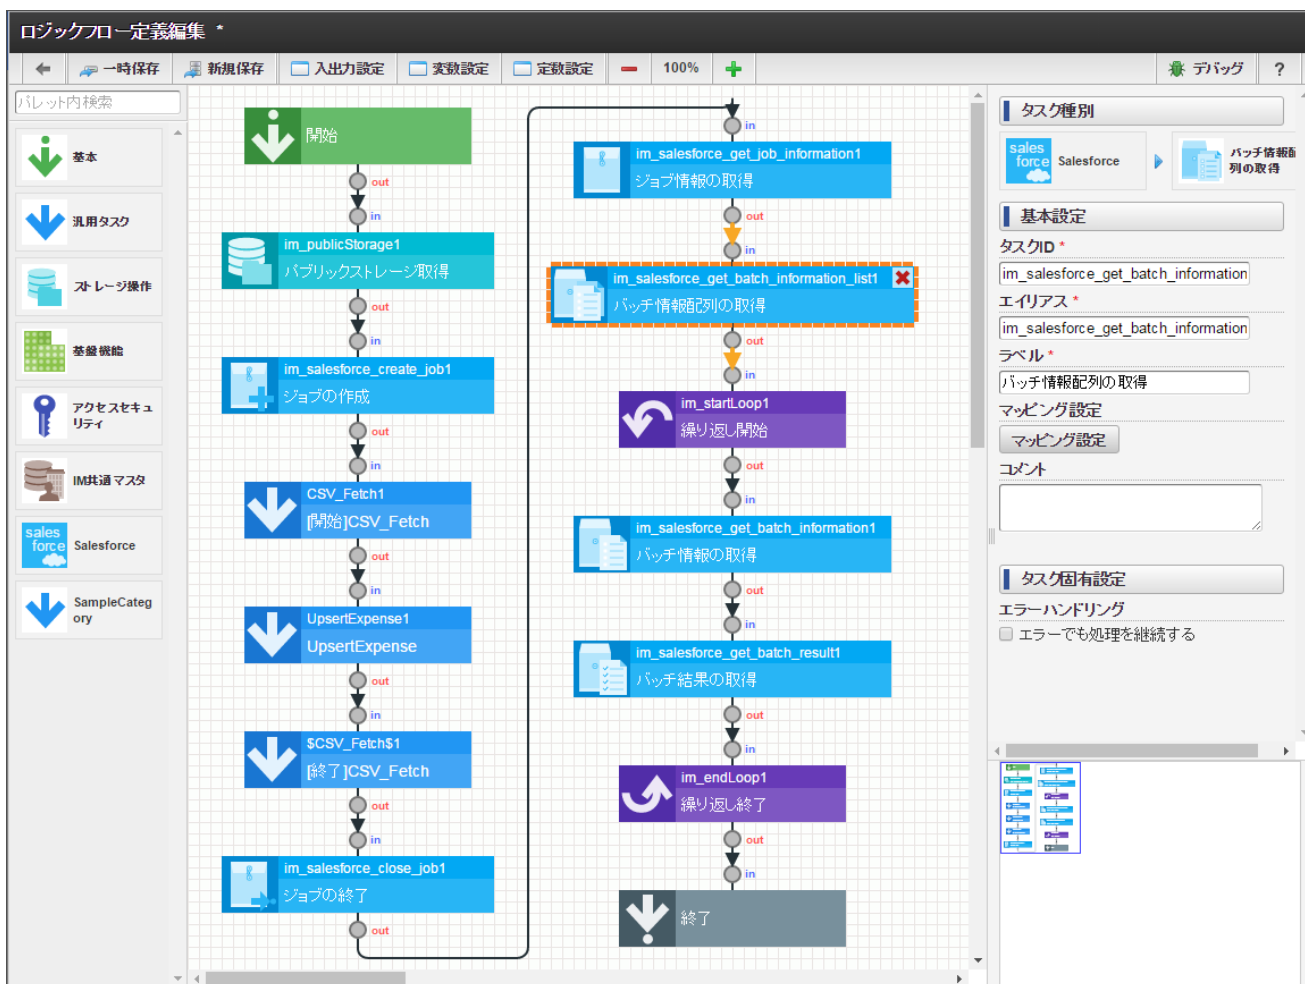 ロジックフロー定義編集 *
一時保存
新規保存
入出力設定
変数設定
定数設定
100%
デバッグ
?
パレット内検索
基本
汎用タスク
ストレージ操作
基盤機能
アクセスセキュ
リティ
IM共通マスタ
sales
force
Salesforce
SampleCateg
ory
開始
out
in
im_publicStorage1
パブリックストレージ取得
out
in
im_salesforce_create_job1
ジョブの作成
out
in
CSV_Fetch1
[開始]CSV_Fetch
out
in
UpsertExpense1
UpsertExpense
out
in
$CSV_Fetch$1
[終了]CSV_Fetch
out
in
im_salesforce_close_job1
ジョブの終了
out
in
im_salesforce_get_job_information1
ジョブ情報の取得
out
in
im_salesforce_get_batch_information_list1
バッチ情報配列の取得
out
in
im_startLoop1
繰り返し開始
out
in
im_salesforce_get_batch_information1
バッチ情報の取得
out
in
im_salesforce_get_batch_result1
バッチ結果の取得
out
in
im_endLoop1
繰り返し終了
out
in
終了
タスク種別
sales
force
Salesforce
バッチ情報配
列の取得
基本設定
タスクID *
im_salesforce_get_batch_information
エイリアス *
im_salesforce_get_batch_information
ラベル *
バッチ情報配列の取得
マッピング設定
マッピング設定
コメント
タスク固有設定
エラーハンドリング
エラーでも処理を継続する